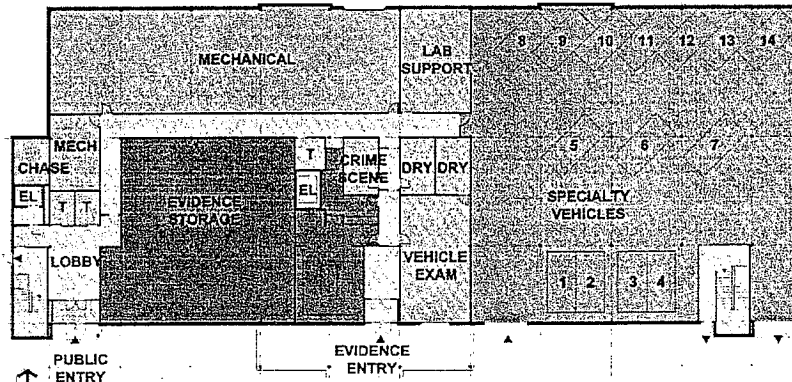 MECHANICAL
LAB
SUPPORT
8 9 10 11 12 13 14
MECH
CHASE
EL
T T
LOBBY
EVIDENCE
STORAGE
T
EL
CRIME
SCENE
DRY DRY
VEHICLE
EXAM
5 6 7
SPECIALTY
VEHICLES
1 2 3 4
PUBLIC
ENTRY
EVIDENCE
ENTRY